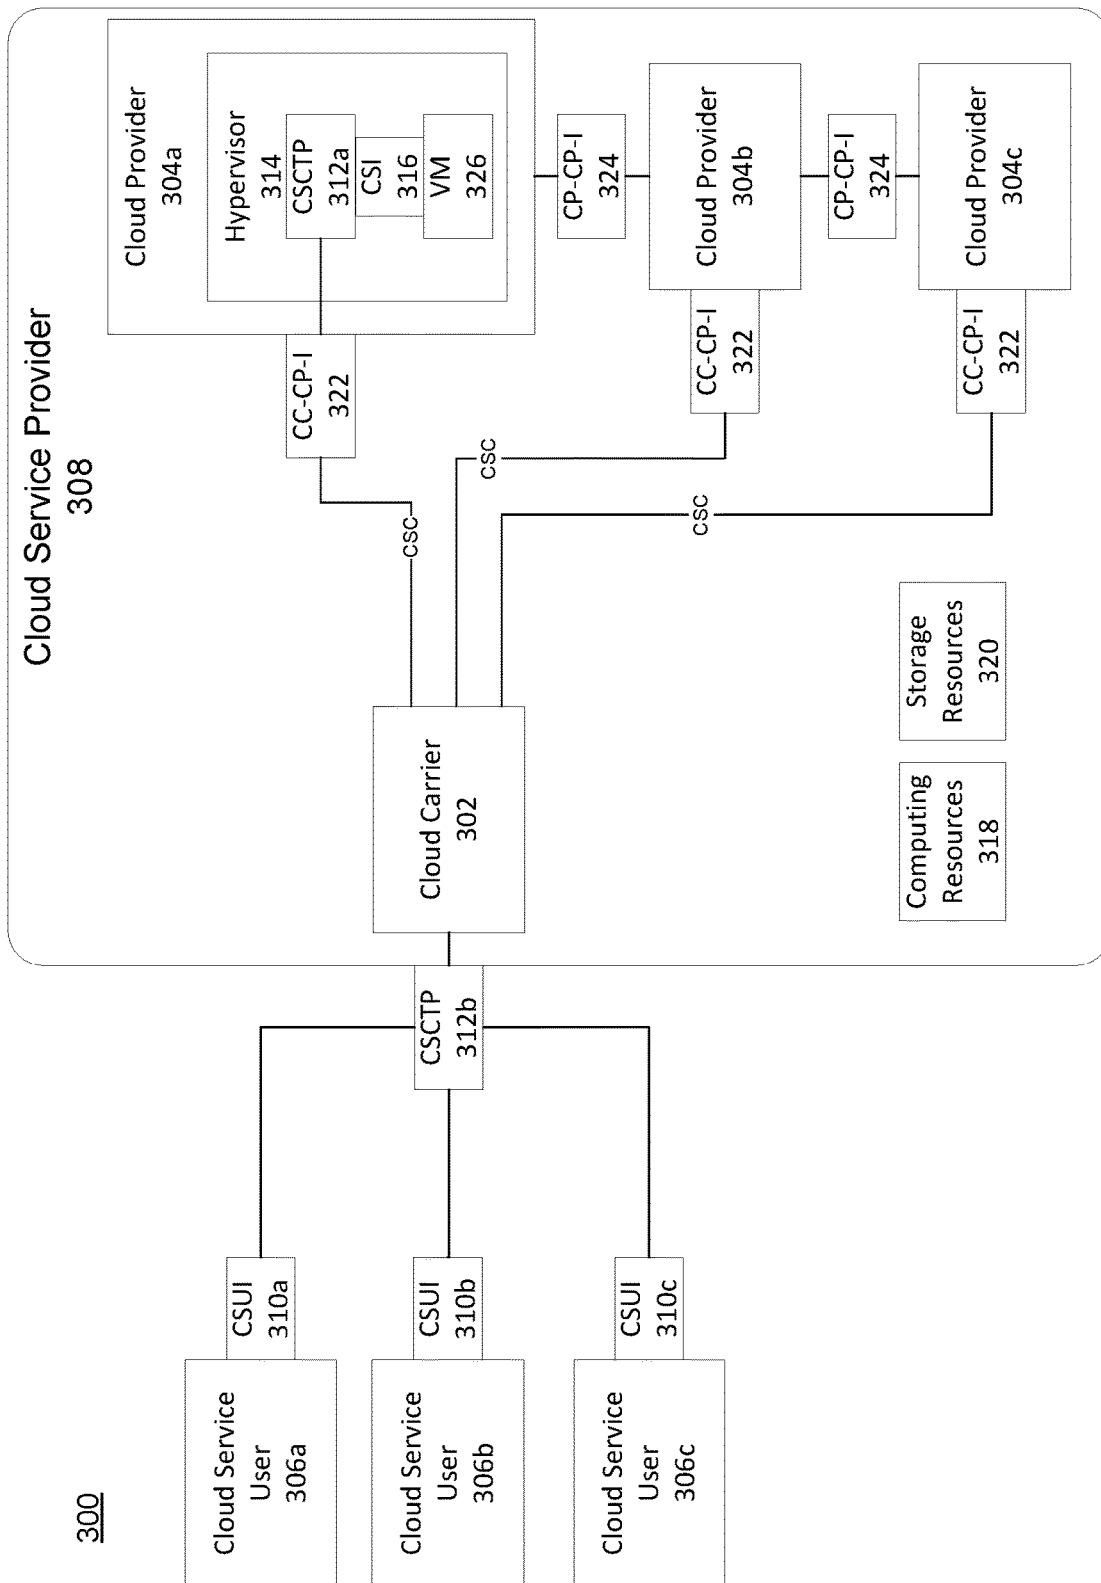 300
Cloud Service Provider
308
Cloud Service
User
306a
CSUI
310a
Cloud Service
User
306b
CSUI
310b
Cloud Service
User
306c
CSUI
310c
CSCTP
312b
Cloud Carrier
302
CSC
CSC
CSC
CC-CP-I
322
CC-CP-I
322
CC-CP-I
322
Cloud Provider
304a
Hypervisor
314
CSCTP
312a
CSI
316
VM
326
CP-CP-I
324
Cloud Provider
304b
CP-CP-I
324
Cloud Provider
304c
Computing
Resources
318
Storage
Resources
320